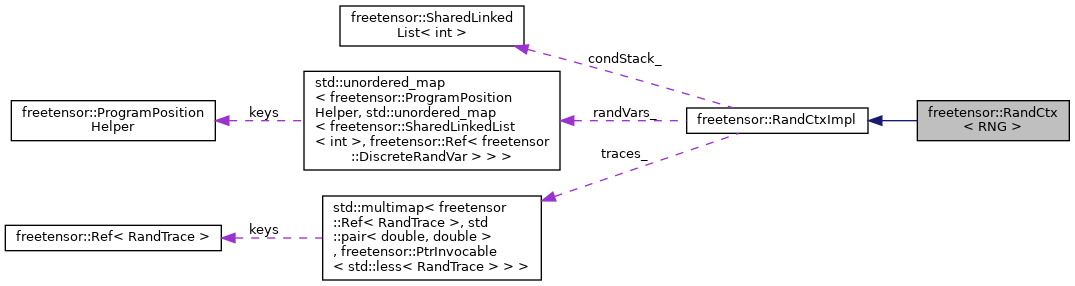 freetensor::SharedLinked
List< int >
condStack_
std::unordered_map
< freetensor::ProgramPosition
Helper, std::unordered_map
< freetensor::SharedLinkedList
< int >, freetensor::Ref< freetensor
::DiscreteRandVar > > >
freetensor::ProgramPosition
Helper
keys
randVars_
freetensor::RandCtxImpl
freetensor::RandCtx
< RNG >
traces_
std::multimap< freetensor
::Ref< RandTrace >, std
::pair< double, double >
, freetensor::PtrInvocable
< std::less< RandTrace > > >
keys
freetensor::Ref< RandTrace >